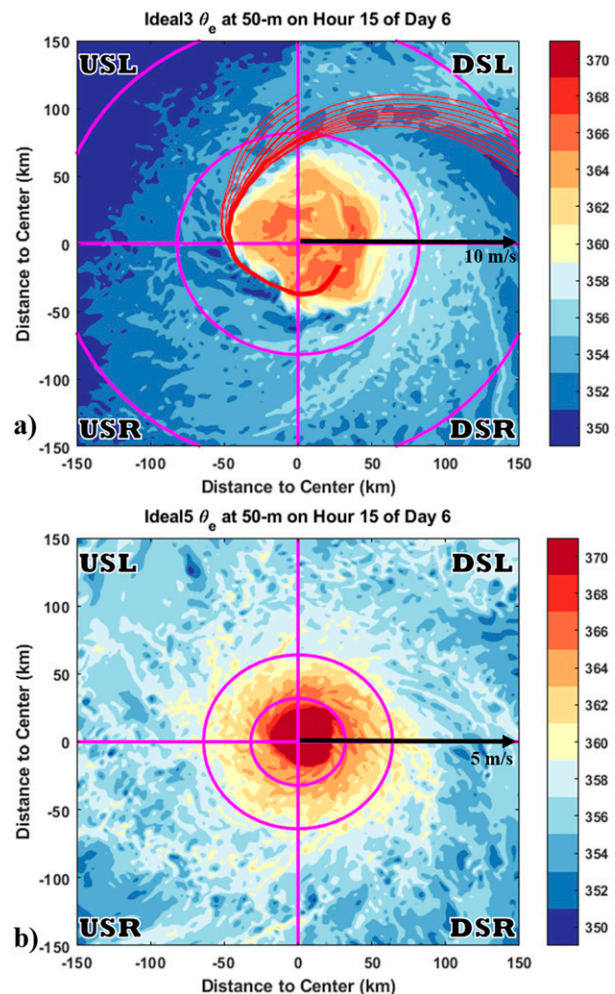 Ideal3 θe at 50-m on Hour 15 of Day 6
USL DSL
150
100
50
0
-50
-100
-150
Distance to Center (km)
10 m/s
370
368
366
364
362
360
358
356
354
352
350
a)
USR DSR
-150 -100 -50 0 50 100 150
Distance to Center (km)
Ideal5 θe at 50-m on Hour 15 of Day 6
USL DSL
150
100
50
0
-50
-100
-150
Distance to Center (km)
5 m/s
370
368
366
364
362
360
358
356
354
352
350
b)
USR DSR
-150 -100 -50 0 50 100 150
Distance to Center (km)